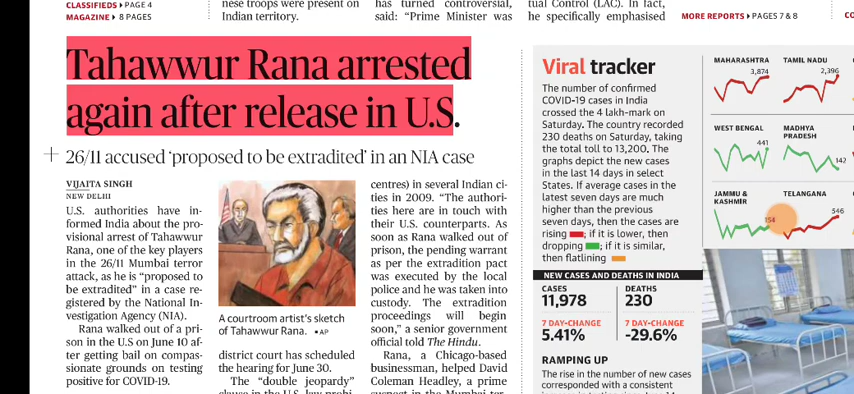 CLASSIFIEDS ▸ PAGE 4
MAGAZINE ▸ 8 PAGES
nese troops were present on
Indian territory.
has turned controversial,
said: “Prime Minister was
tual Control (LAC). In fact,
he specifically emphasised
MORE REPORTS ▸ PAGES 7 & 8
Tahawwur Rana arrested
again after release in U.S.
26/11 accused ‘proposed to be extradited’ in an NIA case
VIJAITA SINGH
NEW DELHI
U.S. authorities have in-
formed India about the pro-
visional arrest of Tahawwur
Rana, one of the key players
in the 26/11 Mumbai terror
attack, as he is “proposed to
be extradited” in a case re-
gistered by the National In-
vestigation Agency (NIA).
Rana walked out of a pri-
son in the U.S on June 10 af-
ter getting bail on compas-
sionate grounds on testing
positive for COVID-19.
A courtroom artist’s sketch
of Tahawwur Rana. •AP
district court has scheduled
the hearing for June 30.
The “double jeopardy”
centres) in several Indian ci-
ties in 2009. “The authori-
ties here are in touch with
their U.S. counterparts. As
soon as Rana walked out of
prison, the pending warrant
as per the extradition pact
was executed by the local
police and he was taken into
custody. The extradition
proceedings will begin
soon,” a senior government
official told The Hindu.
Rana, a Chicago-based
businessman, helped David
Coleman Headley, a prime
Viral tracker
The number of confirmed
COVID-19 cases in India
crossed the 4 lakh-mark on
Saturday. The country recorded
230 deaths on Saturday, taking
the total toll to 13,200. The
graphs depict the new cases
in the last 14 days in select
States. If average cases in the
latest seven days are much
higher than the previous
seven days, then the cases are
rising ; if it is lower, then
dropping ; if it is similar,
then flatlining
MAHARASHTRA
3,874
TAMIL NADU
2,396
WEST BENGAL
441
MADHYA
PRADESH
142
JAMMU &
KASHMIR
154
TELANGANA
546
NEW CASES AND DEATHS IN INDIA
CASES
11,978
DEATHS
230
7 DAY-CHANGE
5.41%
7 DAY-CHANGE
-29.6%
RAMPING UP
The rise in the number of new cases
corresponded with a consistent